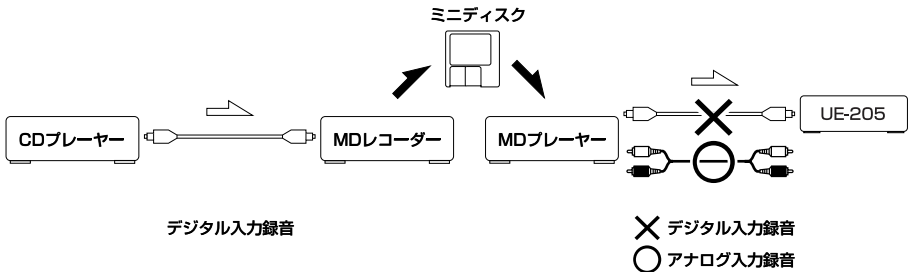 ミニディスク
CDプレーヤー
MDレコーダー
MDプレーヤー
UE-205
デジタル入力録音
デジタル入力録音
アナログ入力録音